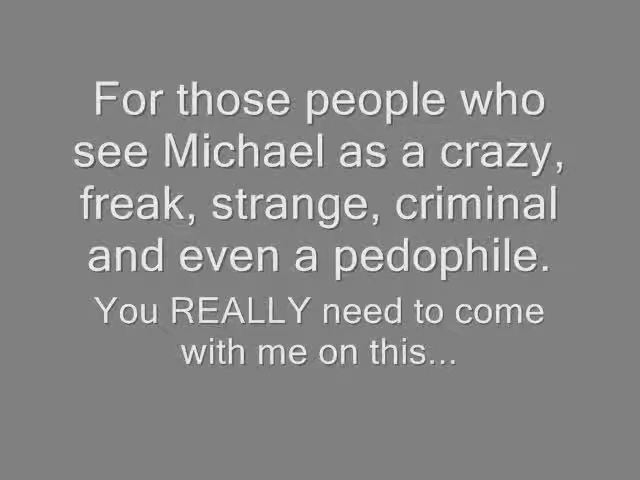 For those people who
see Michael as a crazy,
freak, strange, criminal
and even a pedophile.
You REALLY need to come
with me on this...